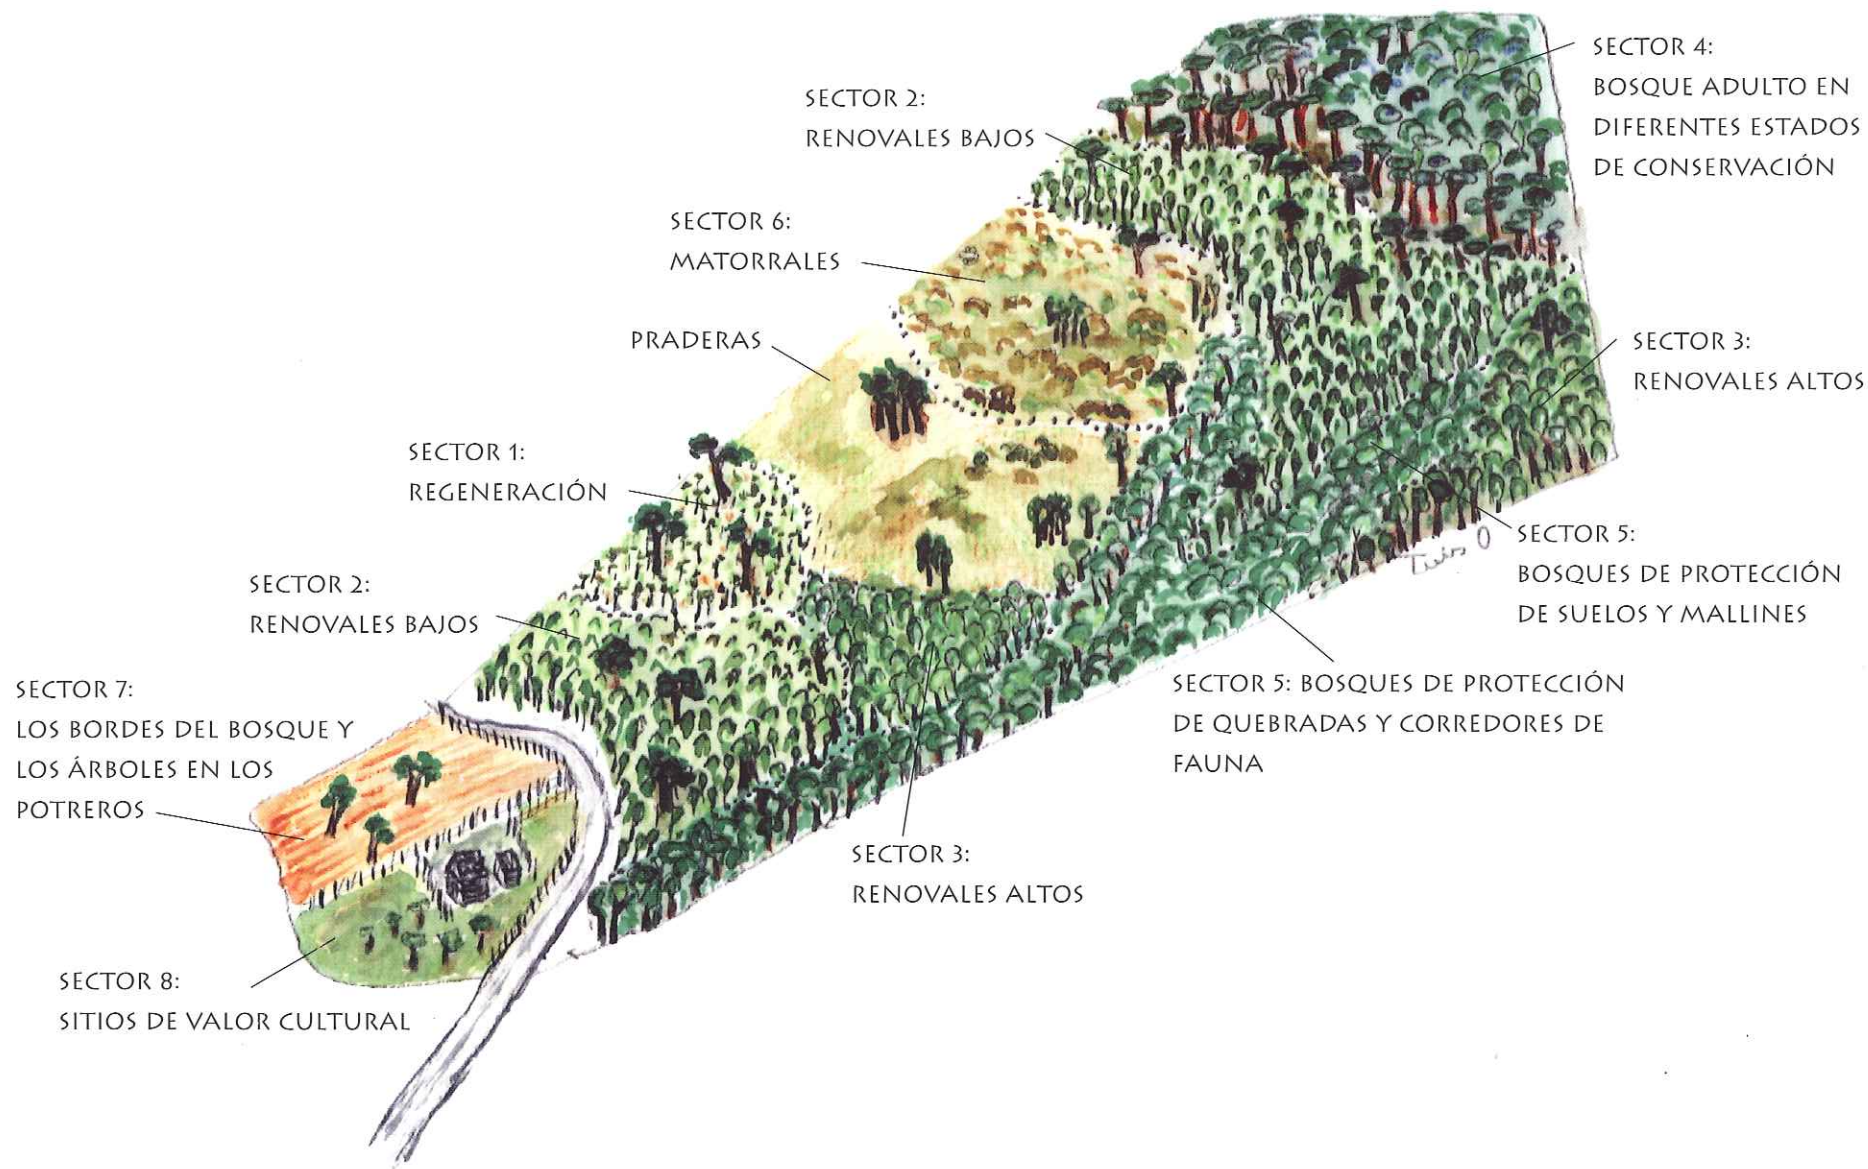 SECTOR 4:
BOSQUE ADULTO EN
DIFERENTES ESTADOS
DE CONSERVACIÓN
SECTOR 2:
RENOVALES BAJOS
SECTOR 6:
MATORRALES
PRADERAS
SECTOR 3:
RENOVALES ALTOS
SECTOR 1:
REGENERACIÓN
SECTOR 5:
BOSQUES DE PROTECCIÓN
DE SUELOS Y MALLINES
SECTOR 2:
RENOVALES BAJOS
SECTOR 7:
LOS BORDES DEL BOSQUE Y
LOS ÁRBOLES EN LOS
POTREROS
SECTOR 5: BOSQUES DE PROTECCIÓN
DE QUEBRADAS Y CORREDORES DE
FAUNA
SECTOR 3:
RENOVALES ALTOS
SECTOR 8:
SITIOS DE VALOR CULTURAL